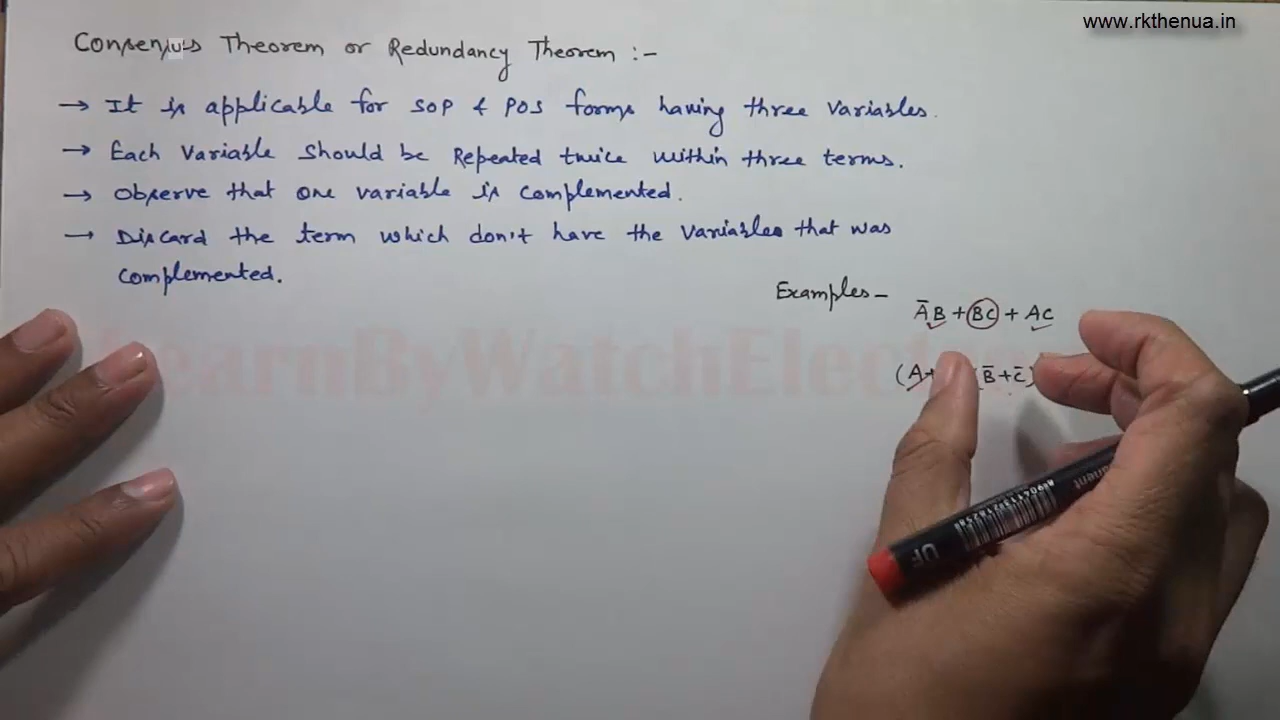 www.rkthenua.in
Consensus Theorem or Redundancy Theorem :-
→ It is applicable for SOP & POS forms having three variables.
→ Each variable should be Repeated twice within three terms.
→ Observe that one variable is complemented.
→ Discard the term which don't have the variables that was
complemented.
Examples-
A̅B + BC + AC
(A+ (B̅+C̅)
LearnByWatch
UF